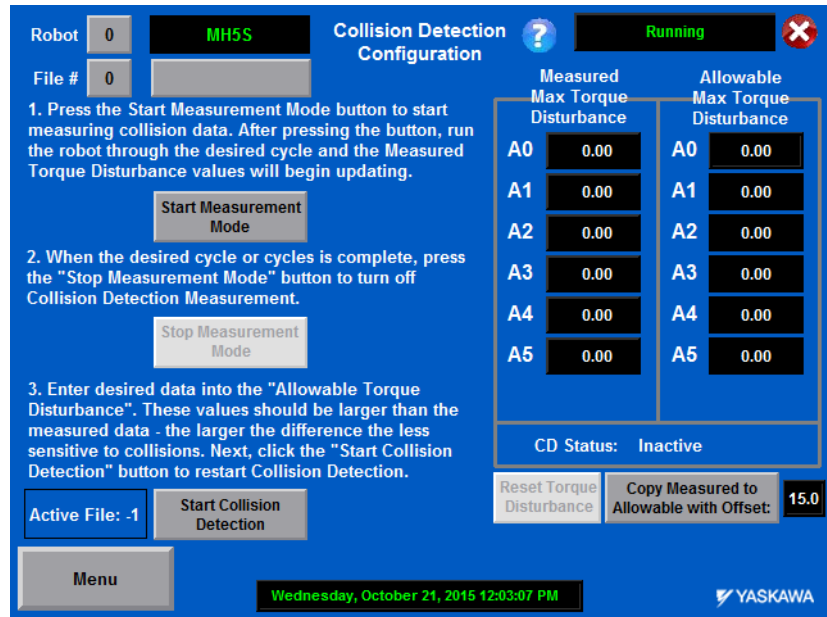 Robot 0 MH5S Collision Detection Running
Configuration
File # 0
Measured Allowable
Max Torque Max Torque
Disturbance Disturbance
1. Press the Start Measurement Mode button to start
measuring collision data. After pressing the button, run
the robot through the desired cycle and the Measured
Torque Disturbance values will begin updating.
Start Measurement
Mode
2. When the desired cycle or cycles is complete, press
the "Stop Measurement Mode" button to turn off
Collision Detection Measurement.
Stop Measurement
Mode
3. Enter desired data into the "Allowable Torque
Disturbance". These values should be larger than the
measured data - the larger the difference the less
sensitive to collisions. Next, click the "Start Collision
Detection" button to restart Collision Detection.
Active File: -1
Start Collision
Detection
A0 0.00 A0 0.00
A1 0.00 A1 0.00
A2 0.00 A2 0.00
A3 0.00 A3 0.00
A4 0.00 A4 0.00
A5 0.00 A5 0.00
CD Status: Inactive
Reset Torque
Disturbance
Copy Measured to
Allowable with Offset:
15.0
Menu
Wednesday, October 21, 2015 12:03:07 PM
YASKAWA